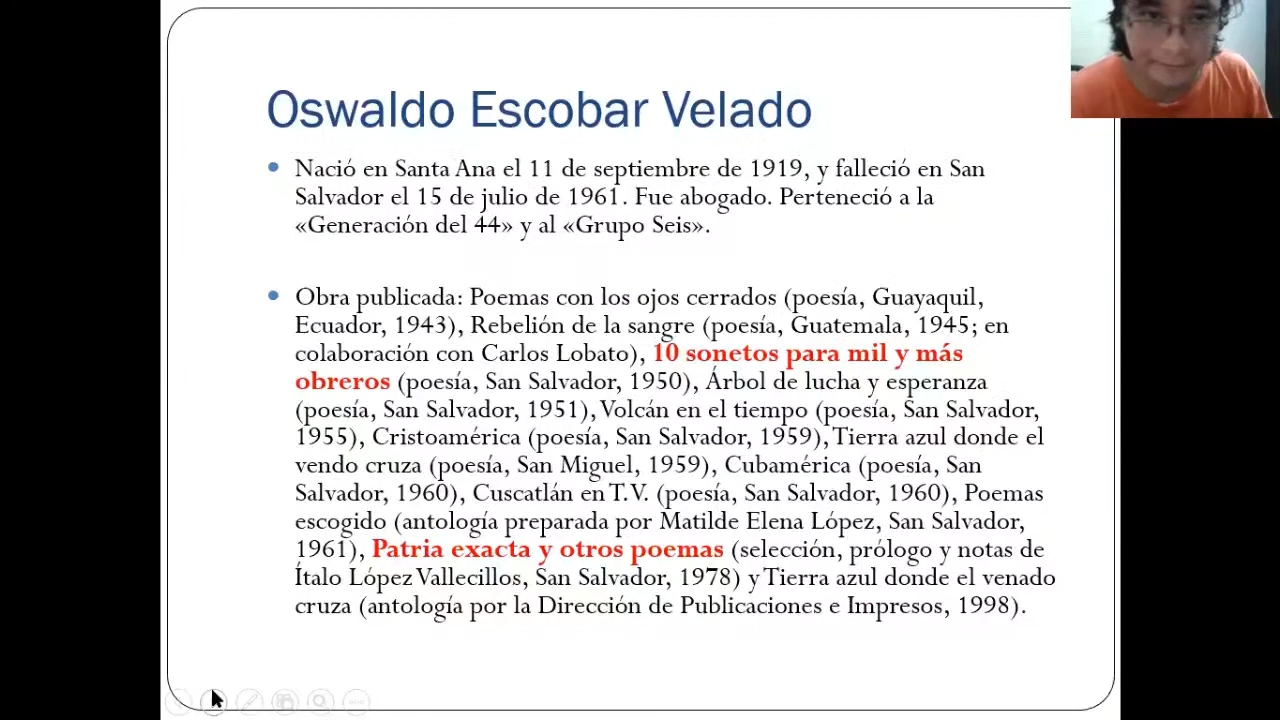 Oswaldo Escobar Velado
• Nació en Santa Ana el 11 de septiembre de 1919, y falleció en San
Salvador el 15 de julio de 1961. Fue abogado. Perteneció a la
«Generación del 44» y al «Grupo Seis».
• Obra publicada: Poemas con los ojos cerrados (poesía, Guayaquil,
Ecuador, 1943), Rebelión de la sangre (poesía, Guatemala, 1945; en
colaboración con Carlos Lobato), 10 sonetos para mil y más
obreros (poesía, San Salvador, 1950), Árbol de lucha y esperanza
(poesía, San Salvador, 1951), Volcán en el tiempo (poesía, San Salvador,
1955), Cristoamérica (poesía, San Salvador, 1959), Tierra azul donde el
vendo cruza (poesía, San Miguel, 1959), Cubamérica (poesía, San
Salvador, 1960), Cuscatlán en T.V. (poesía, San Salvador, 1960), Poemas
escogido (antología preparada por Matilde Elena López, San Salvador,
1961), Patria exacta y otros poemas (selección, prólogo y notas de
Ítalo López Vallecillos, San Salvador, 1978) y Tierra azul donde el venado
cruza (antología por la Dirección de Publicaciones e Impresos, 1998).